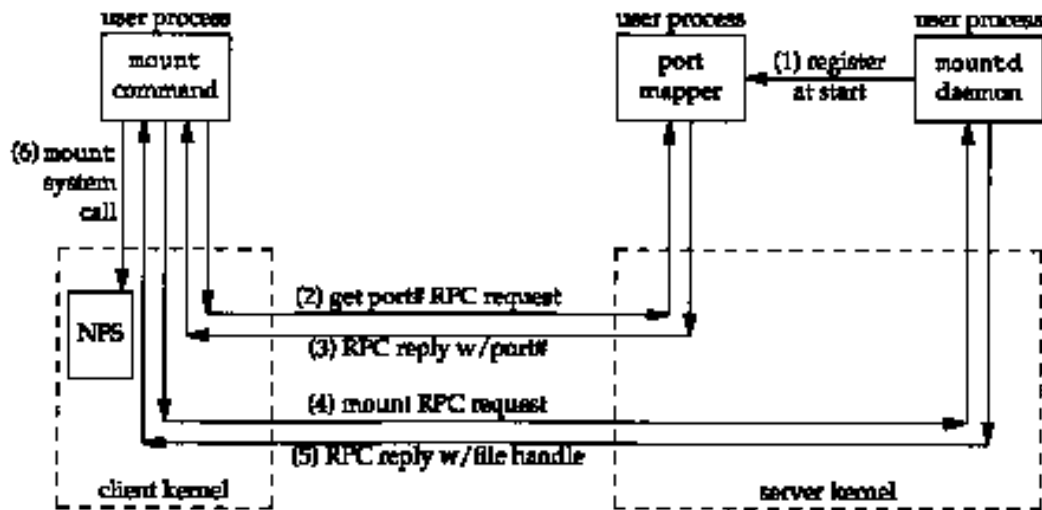 user process
user process
user process
mount
command
port
mapper
(1) register
at start
mountd
daemon
(6) mount
system
call
(2) get port# RPC request
NFS
(3) RPC reply w/port#
(4) mount RPC request
(5) RPC reply w/file handle
client kernel
server kernel